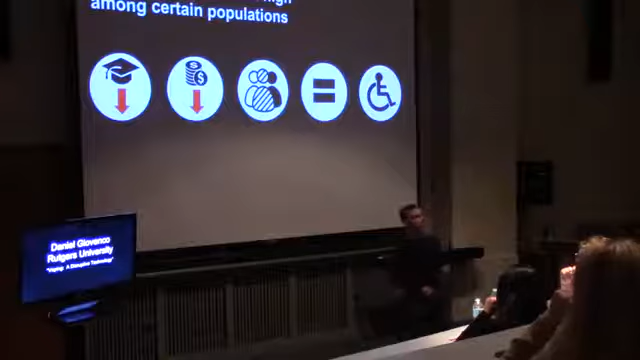 among certain populations
Daniel Giovenco
Rutgers University
"Vaping: A Disruptive Technology"